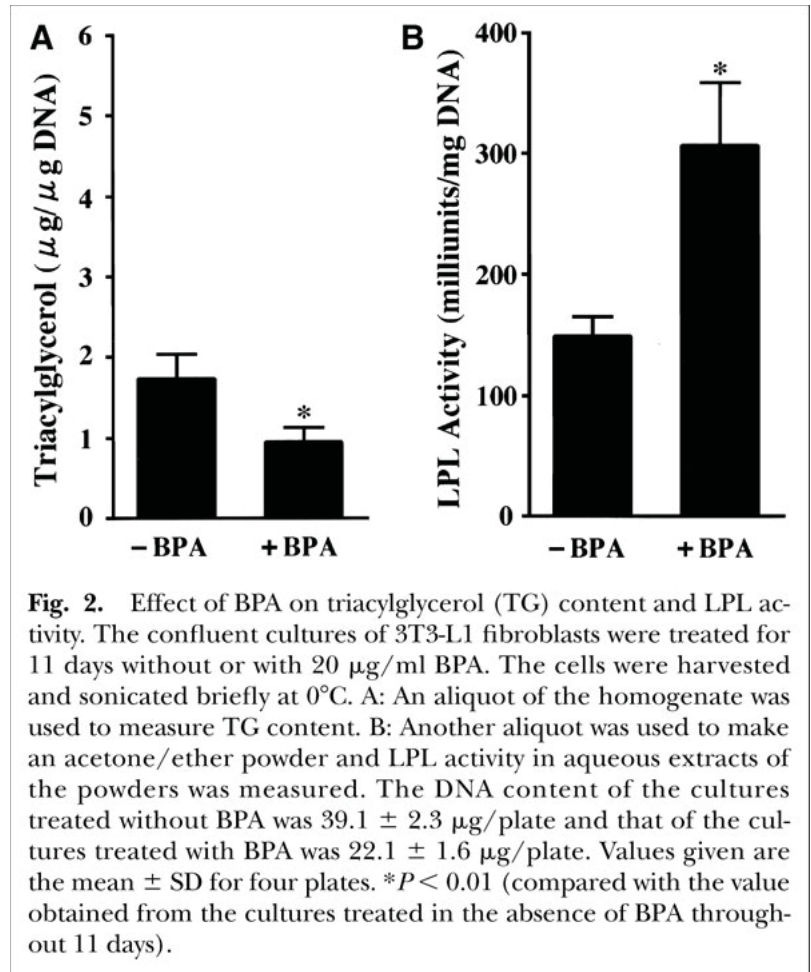 A
Triacylglycerol (μg/μg DNA)
6
5
4
3
2
1
0
*
−BPA +BPA
B
LPL Activity (milliunits/mg DNA)
400
300
200
100
0
*
−BPA +BPA
Fig. 2. Effect of BPA on triacylglycerol (TG) content and LPL ac-
tivity. The confluent cultures of 3T3-L1 fibroblasts were treated for
11 days without or with 20 μg/ml BPA. The cells were harvested
and sonicated briefly at 0°C. A: An aliquot of the homogenate was
used to measure TG content. B: Another aliquot was used to make
an acetone/ether powder and LPL activity in aqueous extracts of
the powders was measured. The DNA content of the cultures
treated without BPA was 39.1 ± 2.3 μg/plate and that of the cul-
tures treated with BPA was 22.1 ± 1.6 μg/plate. Values given are
the mean ± SD for four plates. *P < 0.01 (compared with the value
obtained from the cultures treated in the absence of BPA through-
out 11 days).